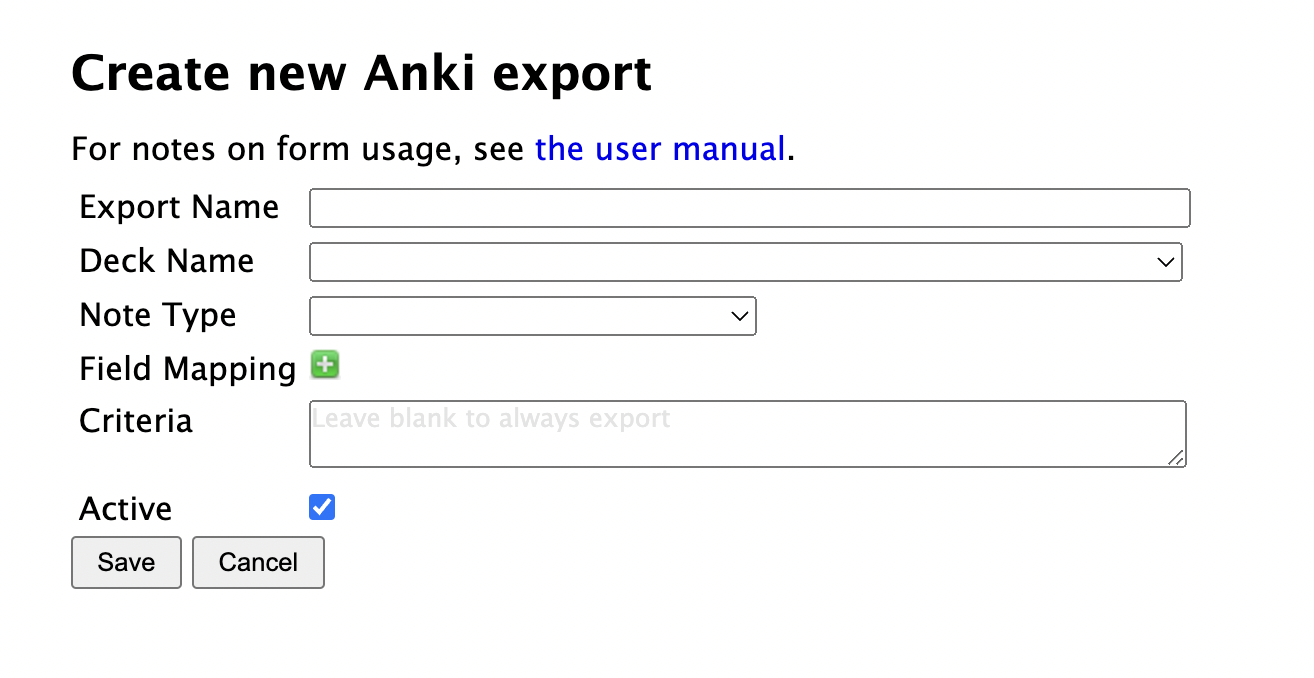 Create new Anki export
For notes on form usage, see the user manual.
Export Name
Deck Name
Note Type
Field Mapping
Criteria
Leave blank to always export
Active
Save
Cancel